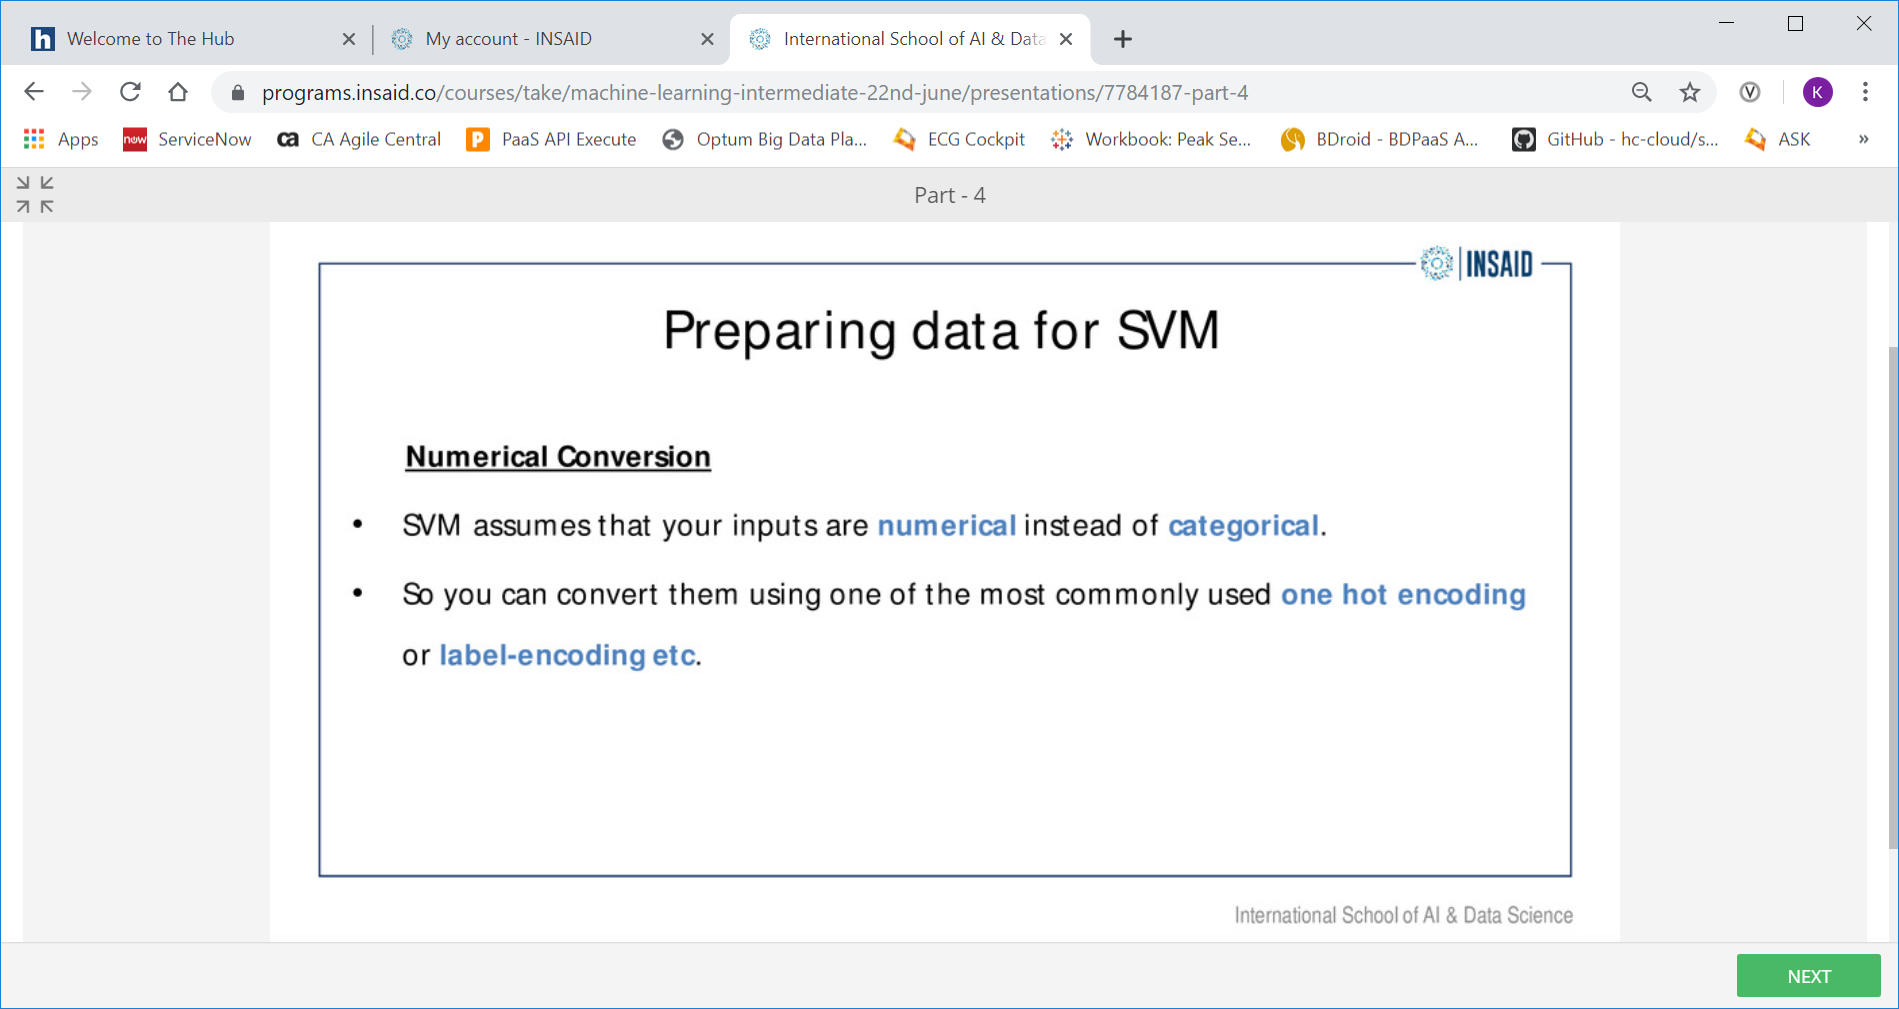 Welcome to The Hub
My account - INSAID
International School of AI & Data
programs.insaid.co/courses/take/machine-learning-intermediate-22nd-june/presentations/7784187-part-4
K
Apps
now ServiceNow
ca CA Agile Central
P PaaS API Execute
Optum Big Data Pla...
ECG Cockpit
Workbook: Peak Se...
BDroid - BDPaaS A...
GitHub - hc-cloud/s...
ASK
»
Part - 4
INSAID
Preparing data for SVM
Numerical Conversion
• SVM assumes that your inputs are numerical instead of categorical.
• So you can convert them using one of the most commonly used one hot encoding
or label-encoding etc.
International School of AI & Data Science
NEXT